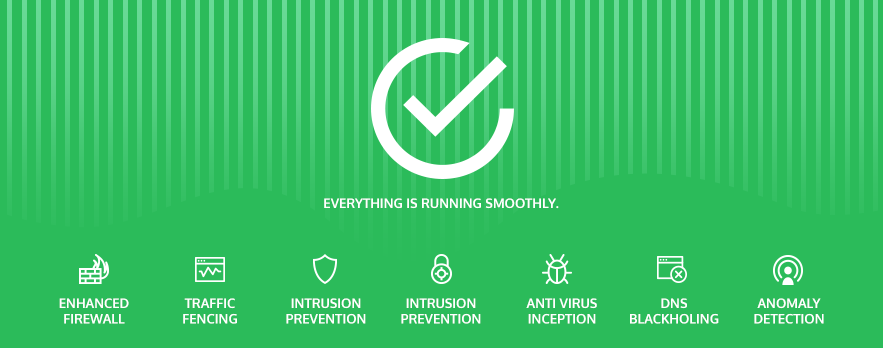 EVERYTHING IS RUNNING SMOOTHLY.
ENHANCED
FIREWALL
TRAFFIC
FENCING
INTRUSION
PREVENTION
INTRUSION
PREVENTION
ANTI VIRUS
INCEPTION
DNS
BLACKHOLING
ANOMALY
DETECTION